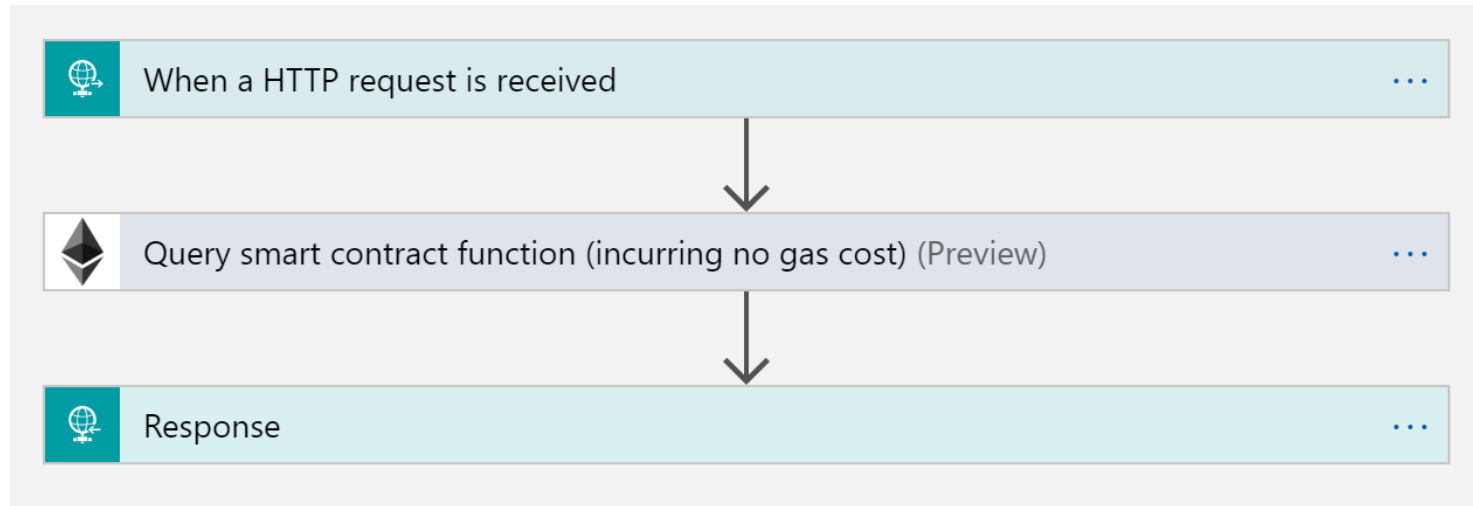 When a HTTP request is received
Query smart contract function (incurring no gas cost) (Preview)
Response